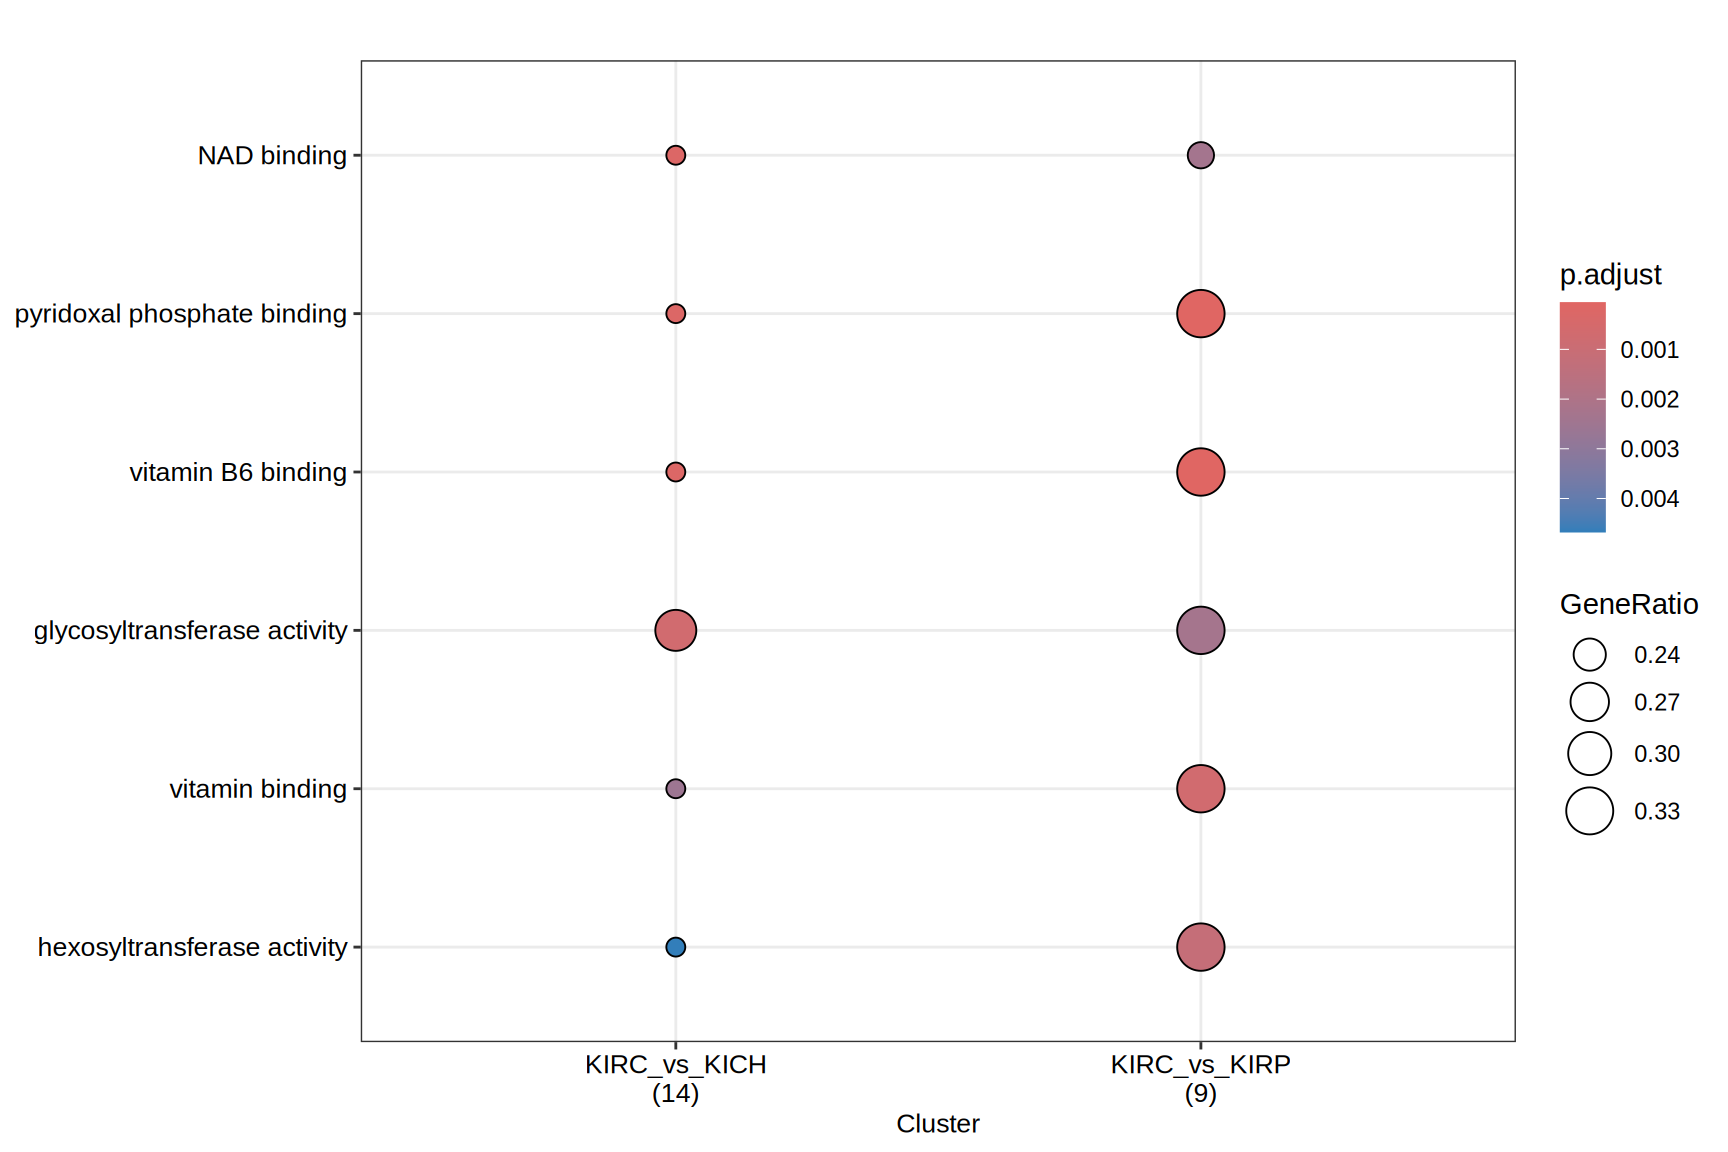 NAD binding
pyridoxal phosphate binding
vitamin B6 binding
glycosyltransferase activity
vitamin binding
hexosyltransferase activity
KIRC_vs_KICH
(14)
KIRC_vs_KIRP
(9)
Cluster
p.adjust
0.001
0.002
0.003
0.004
GeneRatio
0.24
0.27
0.30
0.33